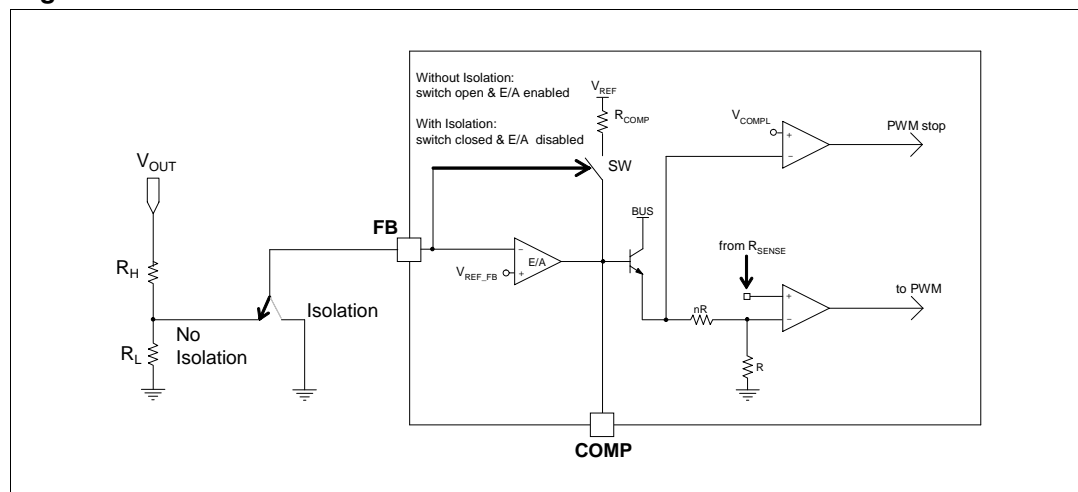 Without Isolation:
switch open & E/A enabled
With Isolation:
switch closed & E/A disabled
V_REF
R_COMP
SW
V_COMPL
+
-
PWM stop
V_OUT
R_H
R_L
No
Isolation
Isolation
FB
-
E/A
V_REF_FB
+
BUS
from R_SENSE
nR
+
-
to PWM
R
COMP